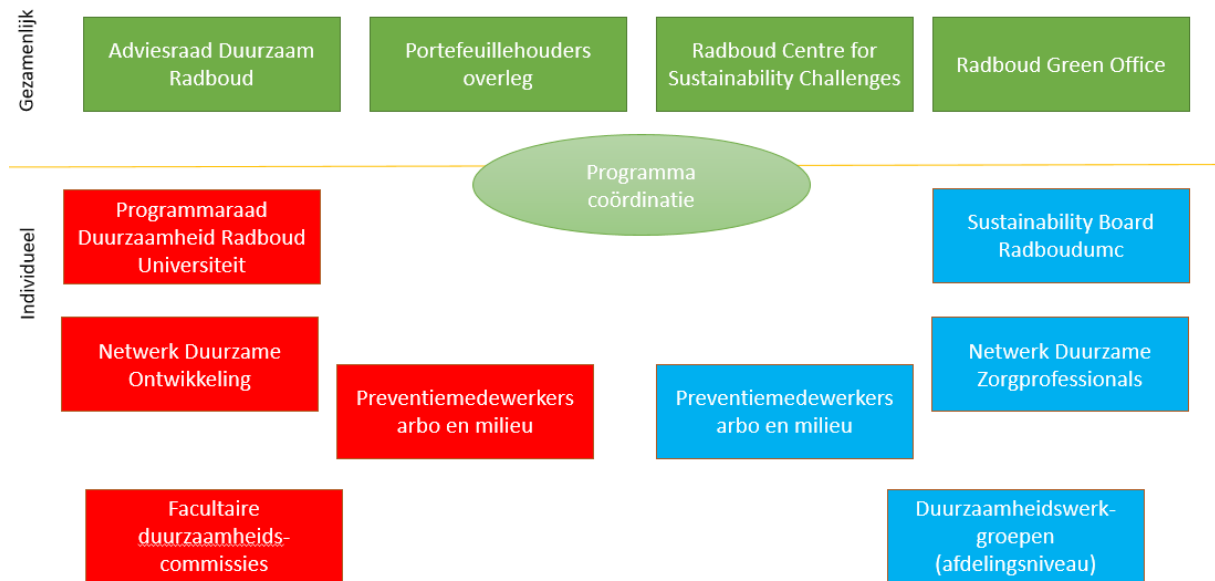 Gezamenlijk
Adviesraad Duurzaam
Radboud
Portefeuillehouders
overleg
Radboud Centre for
Sustainability Challenges
Radboud Green Office
Programma
coördinatie
Individueel
Programmaraad
Duurzaamheid Radboud
Universiteit
Sustainability Board
Radboudumc
Netwerk Duurzame
Ontwikkeling
Preventiemedewerkers
arbo en milieu
Preventiemedewerkers
arbo en milieu
Netwerk Duurzame
Zorgprofessionals
Facultaire
duurzaamheids-
commissies
Duurzaamheidswerk-
groepen
(afdelingsniveau)